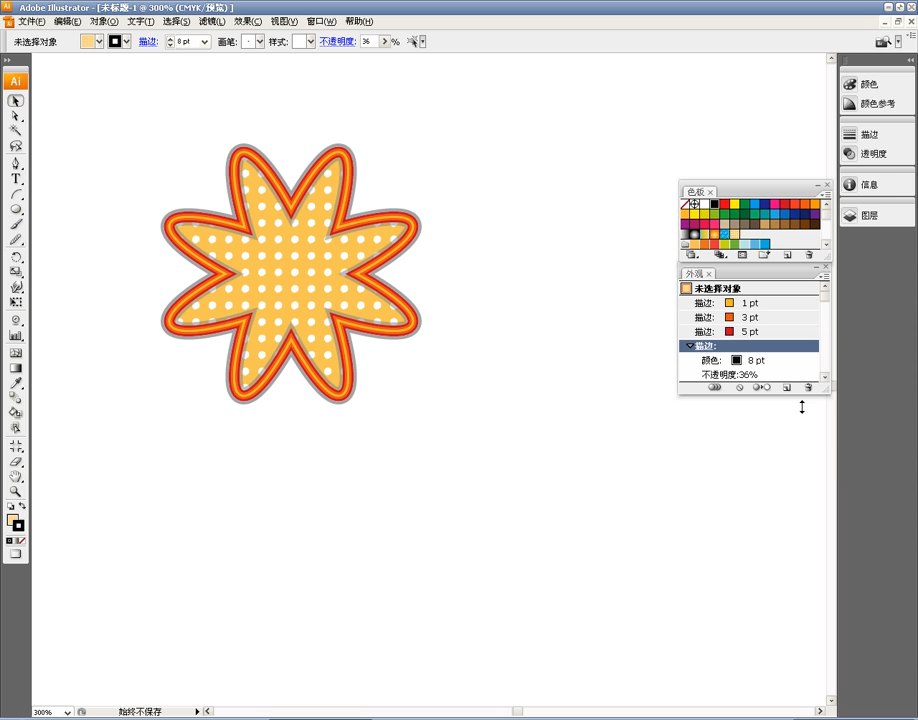 Adobe Illustrator - [未标题-1 @ 300% (CMYK/预览) ]
文件(F) 编辑(E) 对象(O) 文字(T) 选择(S) 滤镜(L) 效果(C) 视图(V) 窗口(W) 帮助(H)
未选择对象 描边: 8 pt 画笔: 样式: 不透明度: 36 %
Ai
T
颜色
颜色参考
描边
透明度
信息
图层
色板
外观
未选择对象
描边: 1 pt
描边: 3 pt
描边: 5 pt
描边:
颜色: 8 pt
不透明度:36%
300% 始终不保存